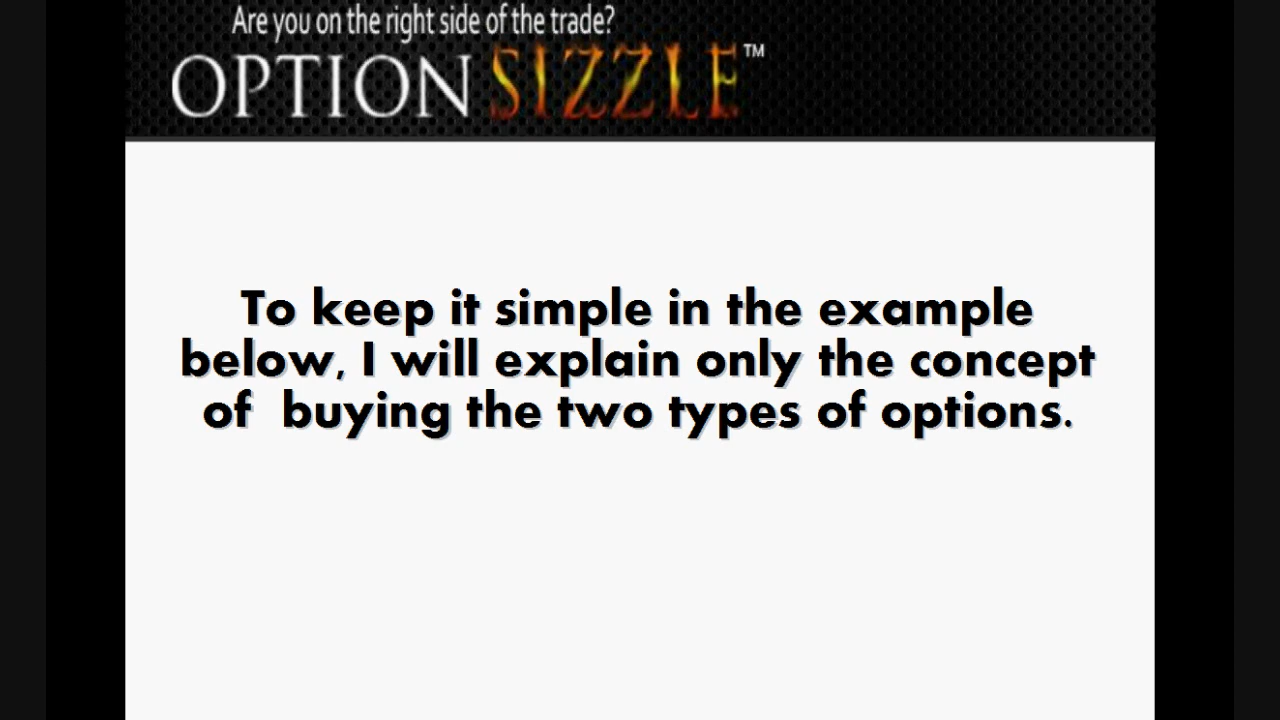 Are you on the right side of the trade?
OPTION SIZZLE™
To keep it simple in the example
below, I will explain only the concept
of  buying the two types of options.